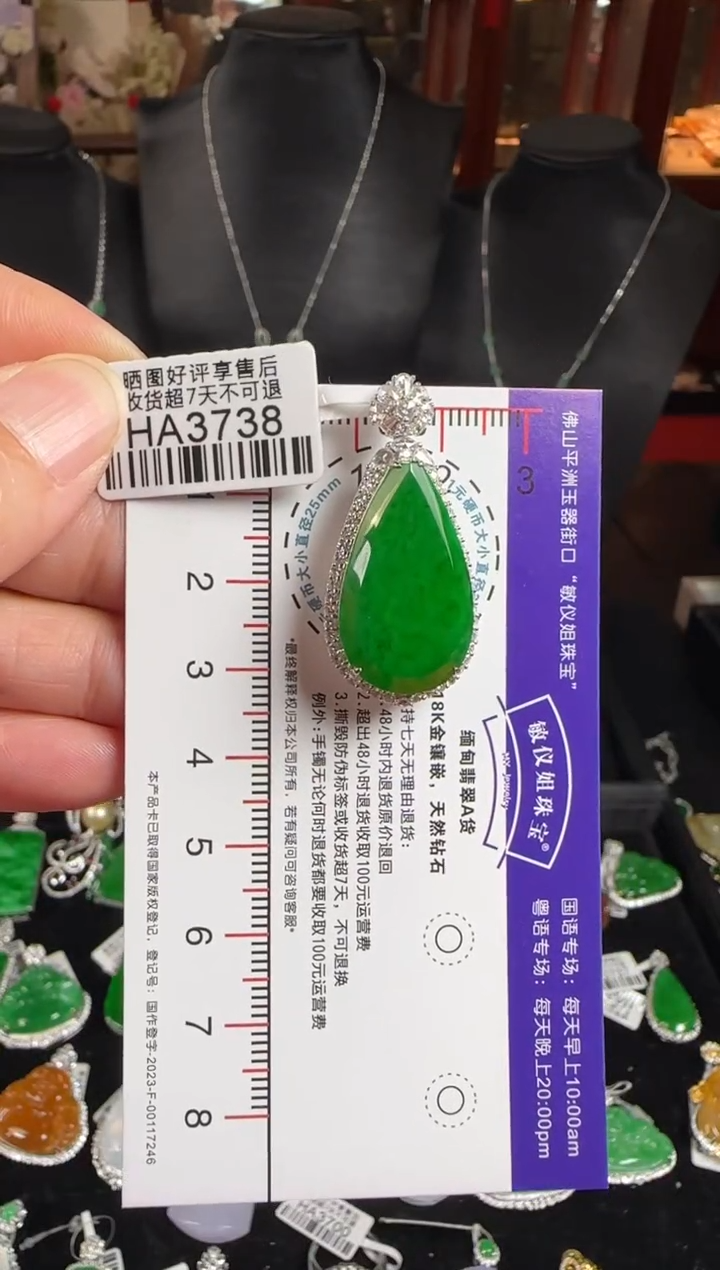 晒图好评享售后
收货超7天不可退
HA3738
3
2
3
4
5
6
7
8
1元硬币大小直径25mm
佛山平洲玉器街口“敏仪姐珠宝”
敏仪姐珠宝®
国语专场：每天早上10:00am
粤语专场：每天晚上20:00pm
缅甸翡翠A货
18K金镶嵌，天然钻石
持七天无理由退货：
.48小时内退货原价退回
2.超出48小时退货收取100元运营费
3.撕毁防伪标签或收货超7天，不可退换
例外：手镯无论何时退货都要收取100元运营费
*最终解释权归本公司所有，若有疑问可咨询客服*
本产品卡已取得国家版权登记，登记号：国作登字-2023-F-00117246